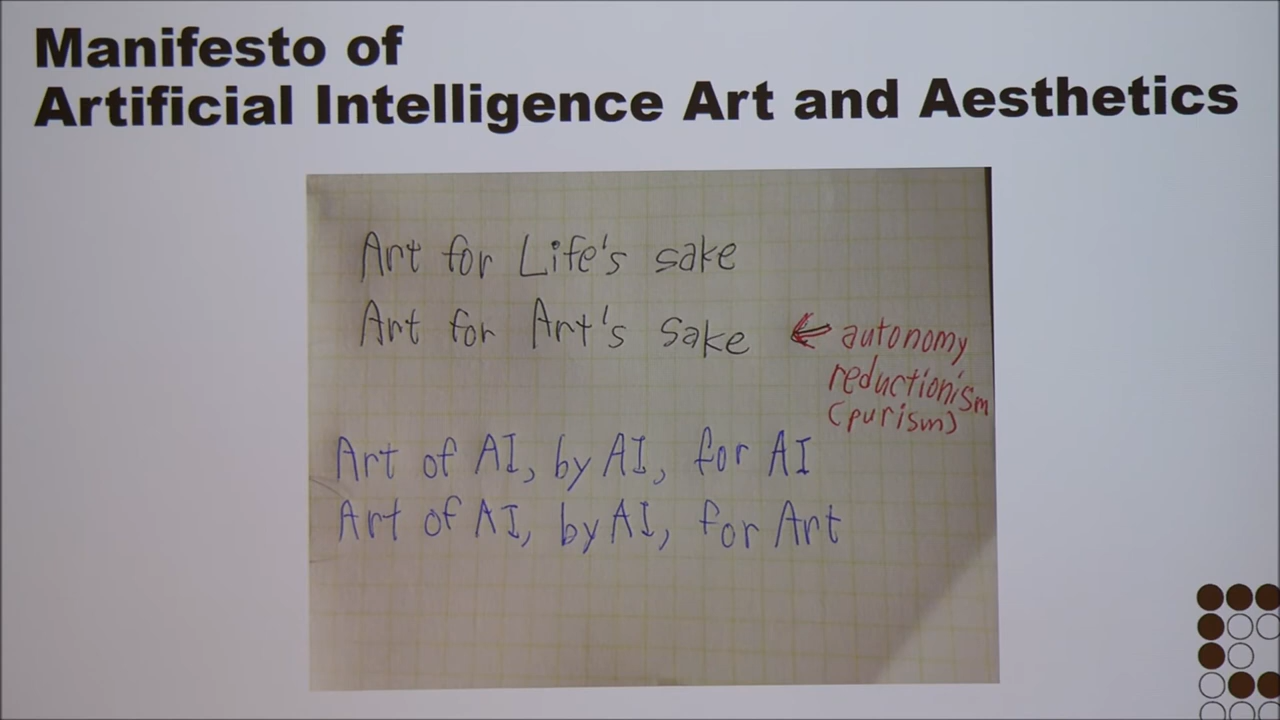 Manifesto of
Artificial Intelligence Art and Aesthetics
Art for Life's sake
Art for Art's sake
autonomy
reductionism
(purism)
Art of AI, by AI, for AI
Art of AI, by AI, for Art